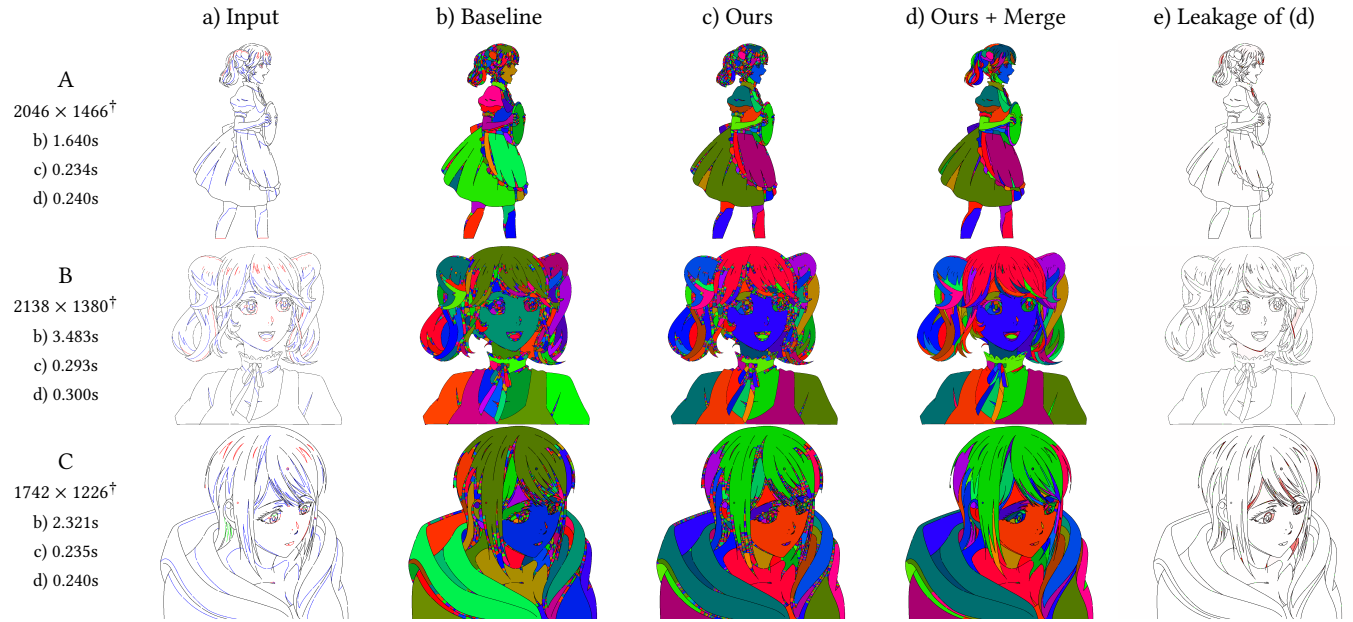 a) Input
b) Baseline
c) Ours
d) Ours + Merge
e) Leakage of (d)
A
2046 × 1466†
b) 1.640s
c) 0.234s
d) 0.240s
B
2138 × 1380†
b) 3.483s
c) 0.293s
d) 0.300s
C
1742 × 1226†
b) 2.321s
c) 0.235s
d) 0.240s